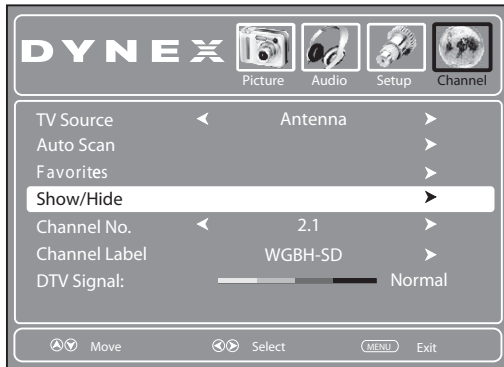 DYNEX
Picture Audio Setup Channel
TV Source Antenna
Auto Scan
Favorites
Show/Hide
Channel No. 2.1
Channel Label WGBH-SD
DTV Signal: Normal
Move Select MENU Exit